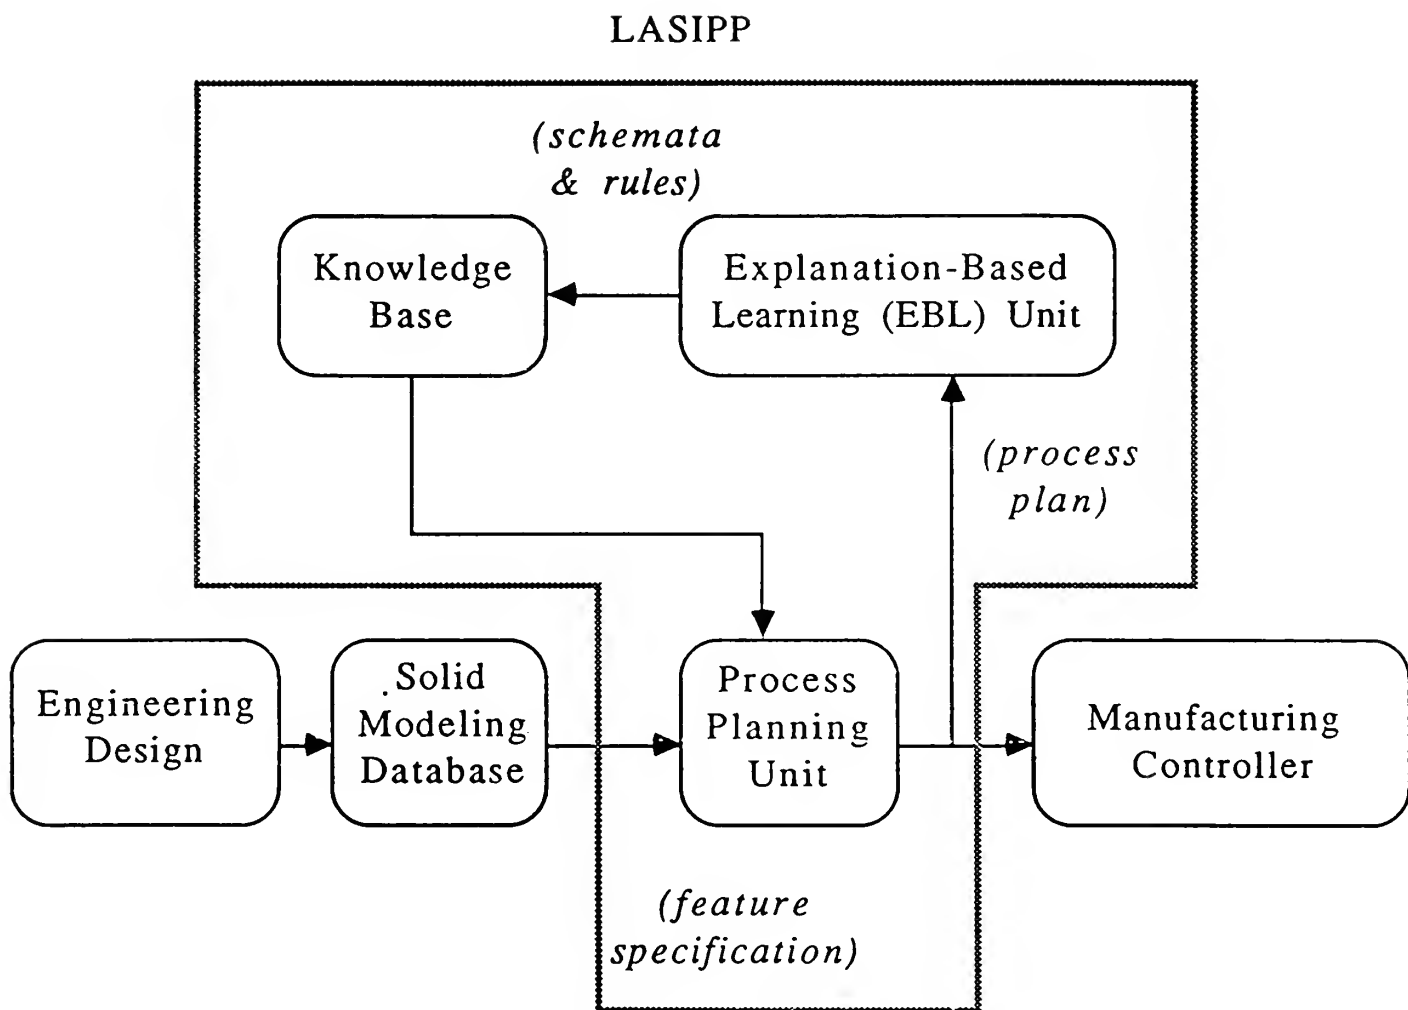 LASIPP
(schemata
& rules)
Knowledge
Base
Explanation-Based
Learning (EBL) Unit
(process
plan)
Engineering
Design
Solid
Modeling
Database
Process
Planning
Unit
Manufacturing
Controller
(feature
specification)